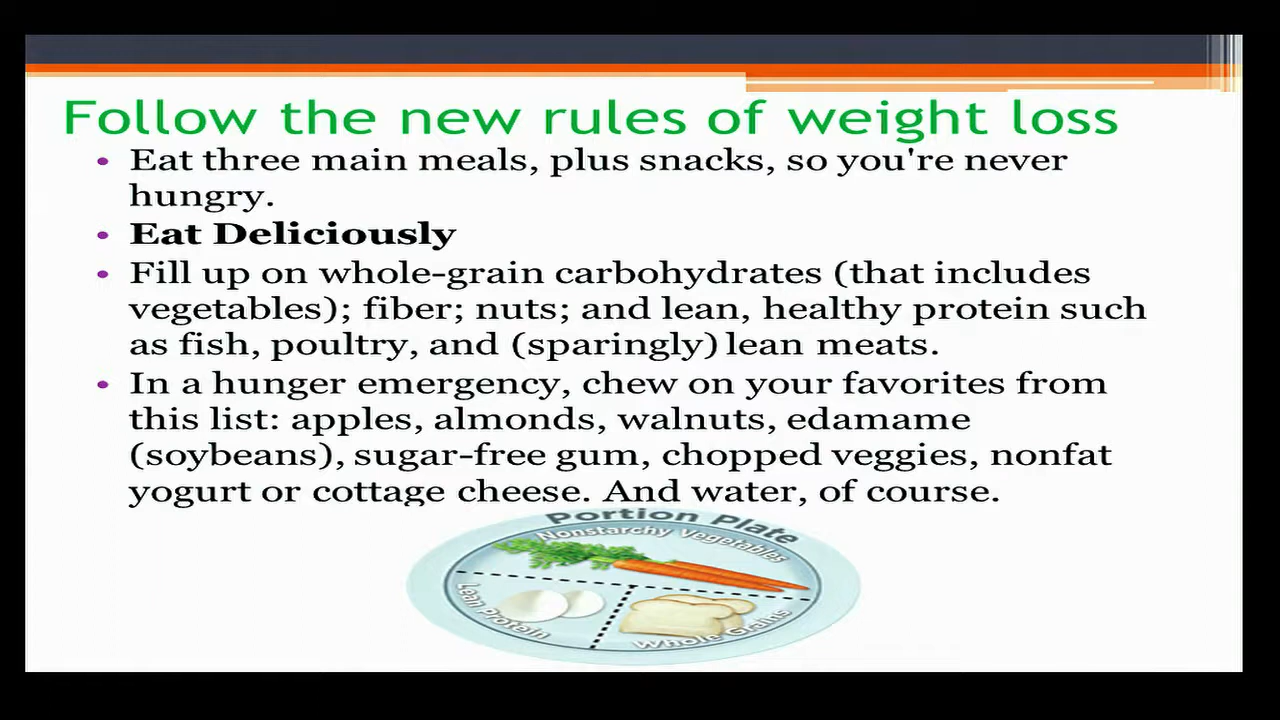 Follow the new rules of weight loss
• Eat three main meals, plus snacks, so you're never
hungry.
• Eat Deliciously
• Fill up on whole-grain carbohydrates (that includes
vegetables); fiber; nuts; and lean, healthy protein such
as fish, poultry, and (sparingly) lean meats.
• In a hunger emergency, chew on your favorites from
this list: apples, almonds, walnuts, edamame
(soybeans), sugar-free gum, chopped veggies, nonfat
yogurt or cottage cheese. And water, of course.
Portion Plate
Nonstarchy Vegetables
Lean Protein
Whole Grains